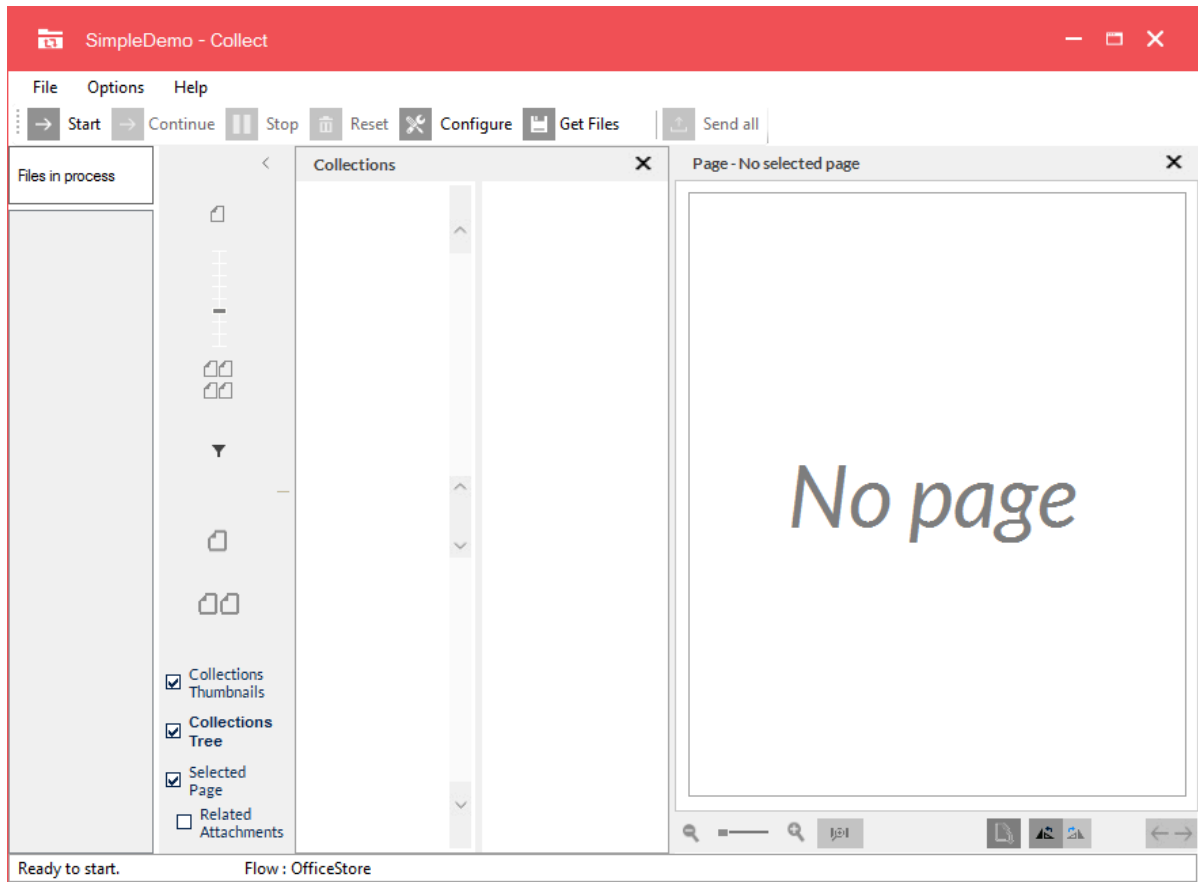 SimpleDemo - Collect
File Options Help
Start Continue Stop Reset Configure Get Files Send all
Files in process
Collections
Page - No selected page
No page
Collections
Thumbnails
Collections
Tree
Selected
Page
Related
Attachments
Ready to start. Flow : OfficeStore